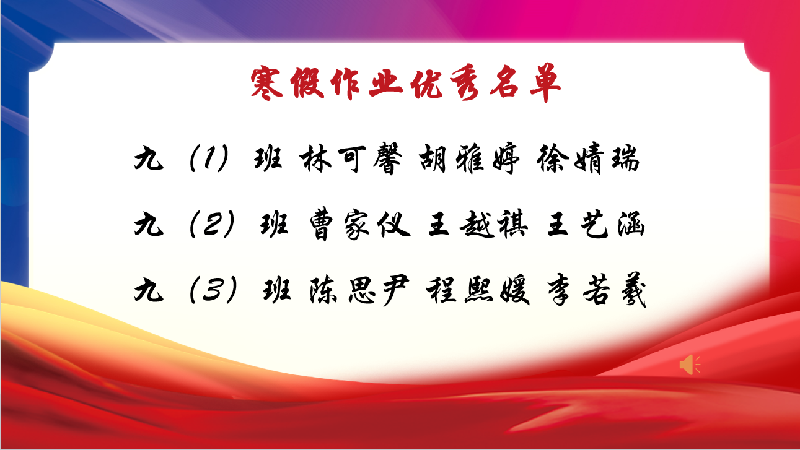 寒假作业优秀名单
九（1）班 林可馨 胡雅婷 徐婧瑞
九（2）班 曹家仪 王越祺 王艺涵
九（3）班 陈思尹 程熙媛 李若羲